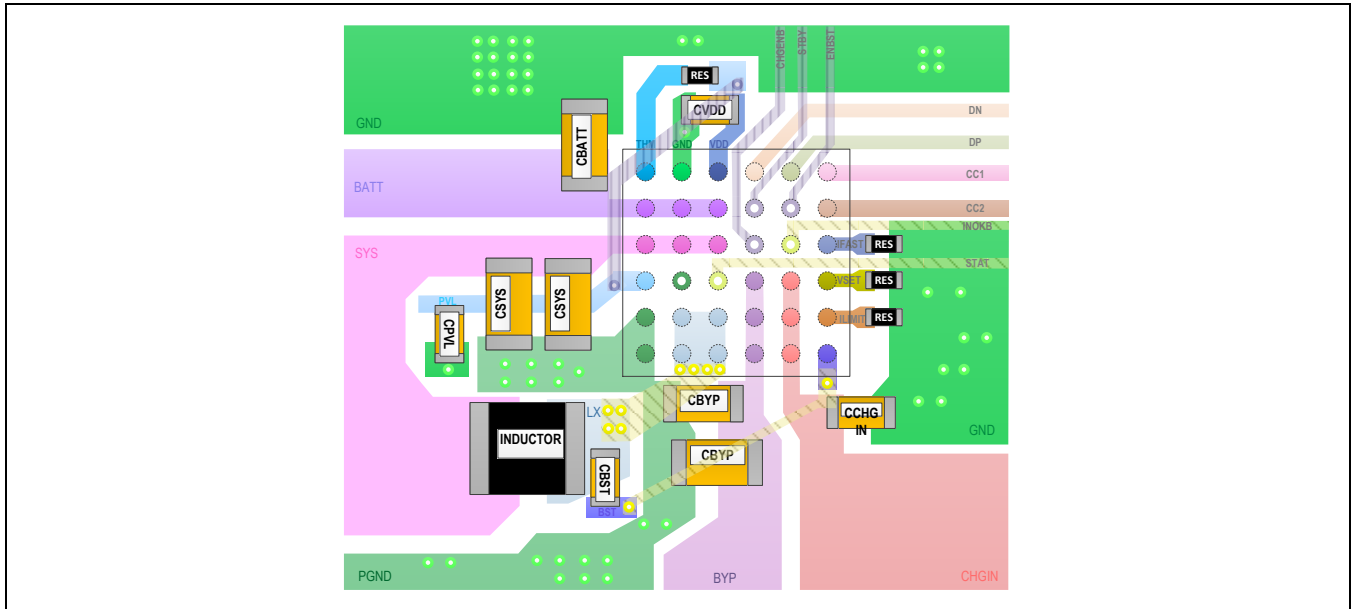 CHGENB
STBY
ENBST
RES
CVDD
DN
GND
CBATT
DP
THM
GND
VDD
CC1
BATT
CC2
INOKB
SYS
IFAST
RES
STAT
CSYS
CSYS
VSET
RES
PVL
CPVL
ILIMIT
RES
LX
CBYP
CCHG
IN
GND
INDUCTOR
CBYP
CBST
BST
PGND
BYP
CHGIN